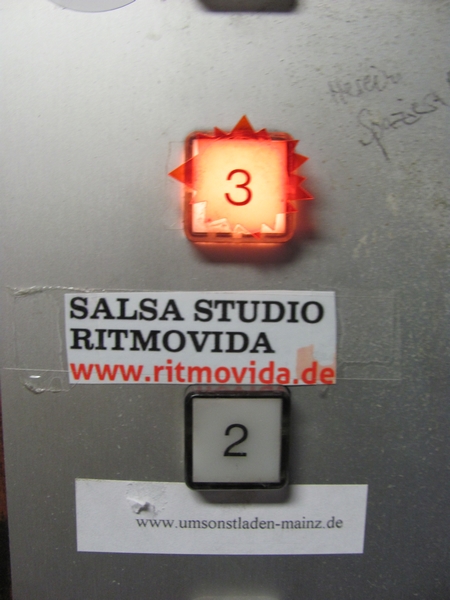 3
SALSA STUDIO
RITMOVIDA
www.ritmovida.de
2
www.umsonstladen-mainz.de